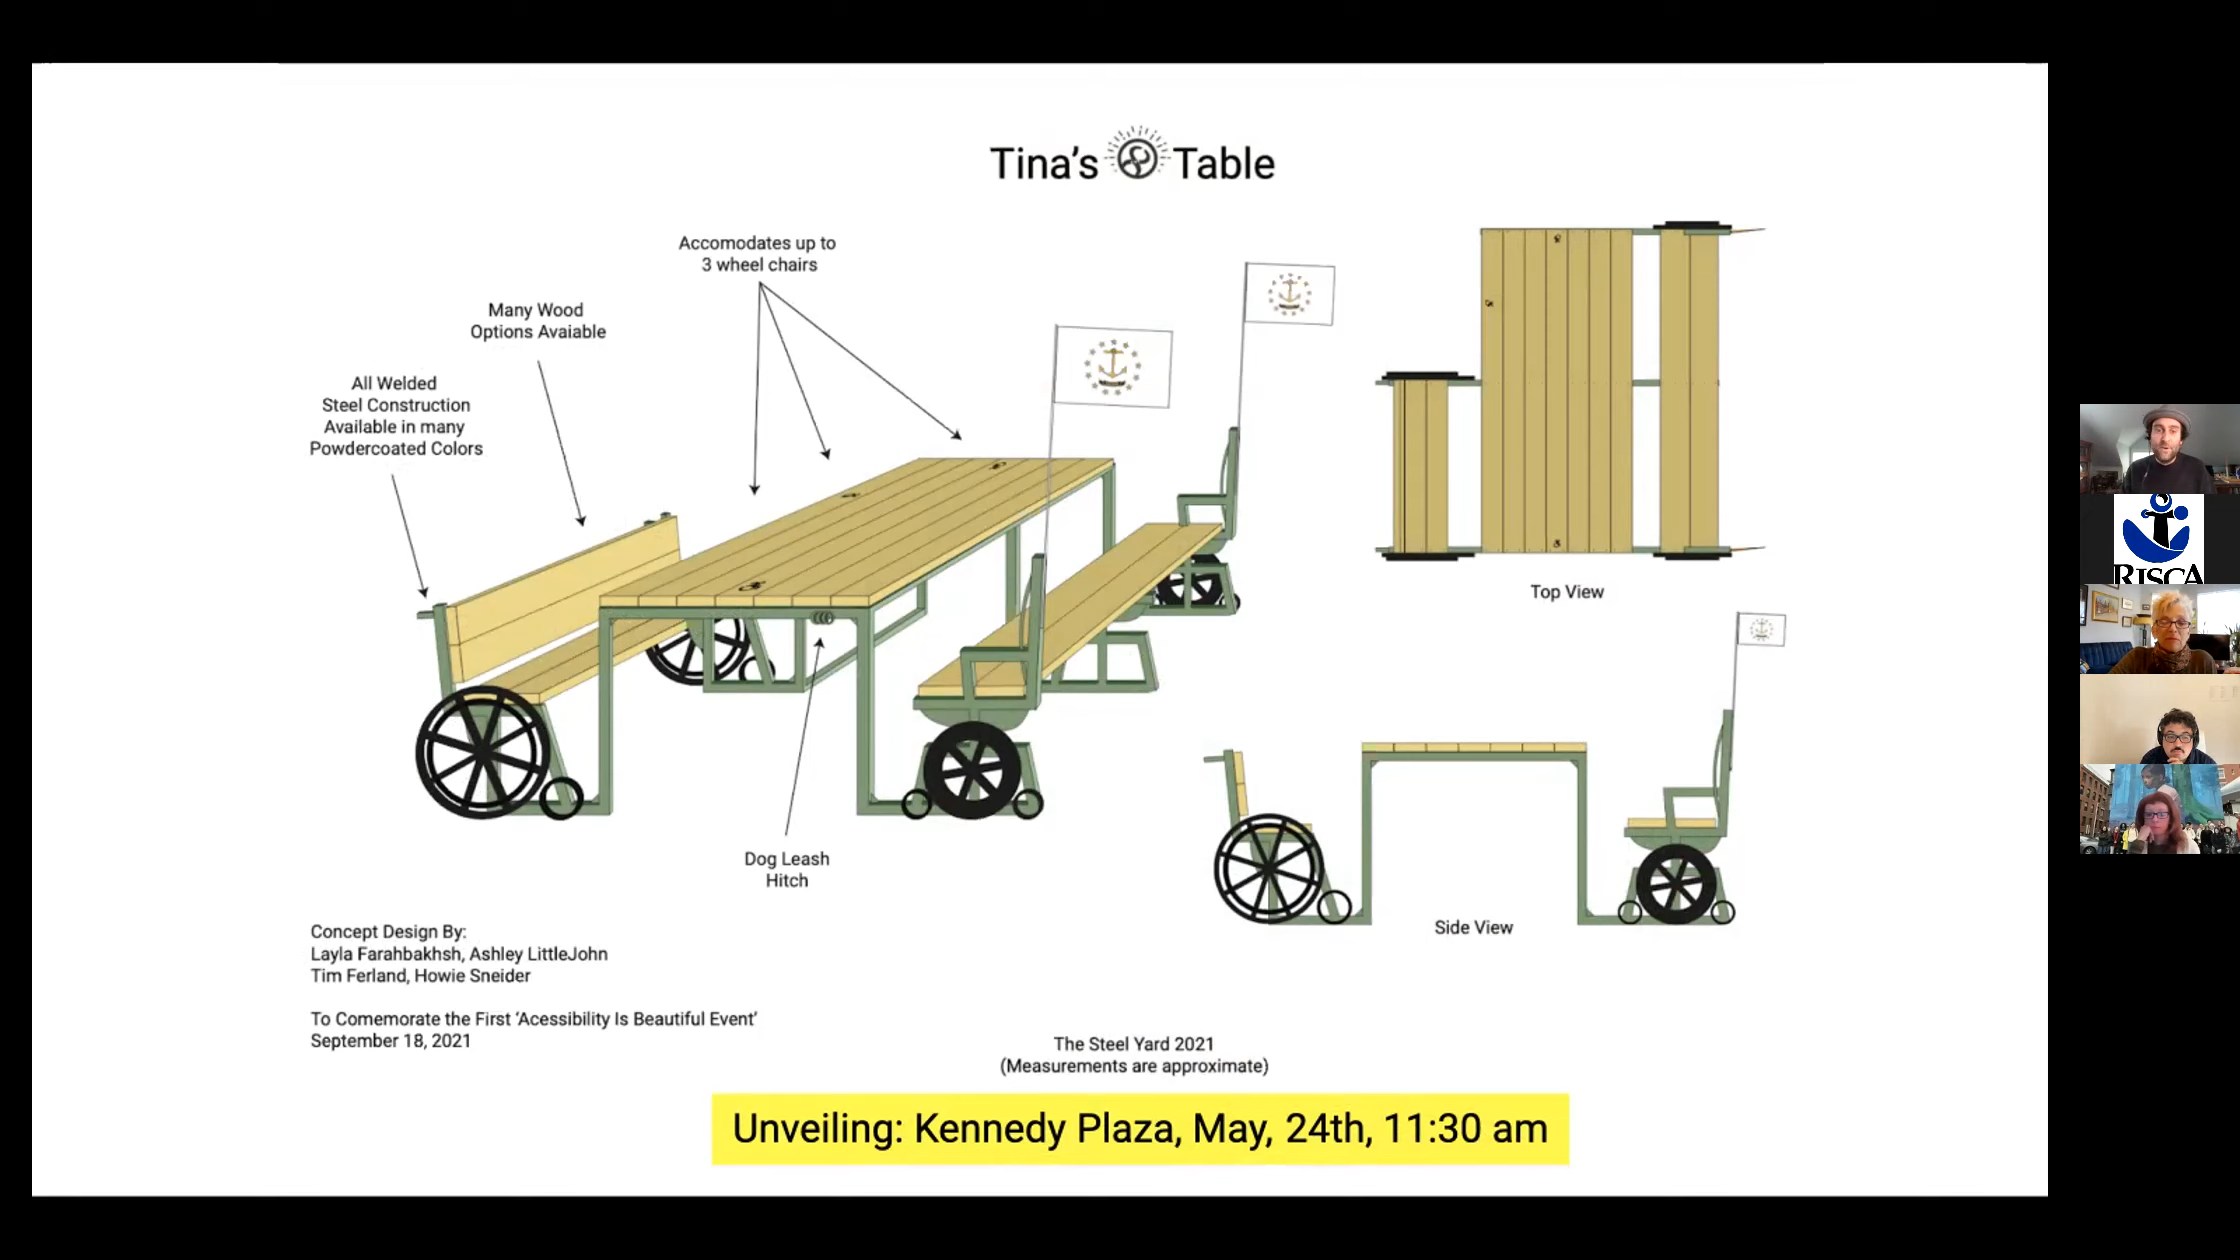 Tina's Table
Accomodates up to
3 wheel chairs
Many Wood
Options Avaiable
All Welded
Steel Construction
Available in many
Powdercoated Colors
Top View
RISCA
Dog Leash
Hitch
Side View
Concept Design By:
Layla Farahbakhsh, Ashley LittleJohn
Tim Ferland, Howie Sneider
To Comemorate the First ‘Acessibility Is Beautiful Event’
September 18, 2021
The Steel Yard 2021
(Measurements are approximate)
Unveiling: Kennedy Plaza, May, 24th, 11:30 am